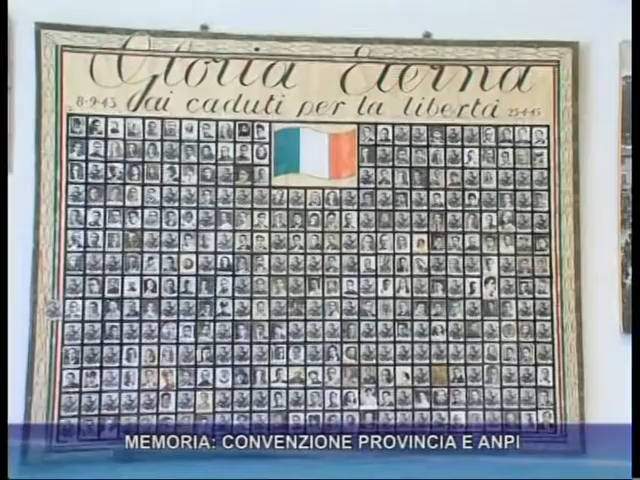 Gloria Eterna
8-9-43 ai caduti per la libertà 25-4-45
MEMORIA: CONVENZIONE PROVINCIA E ANPI